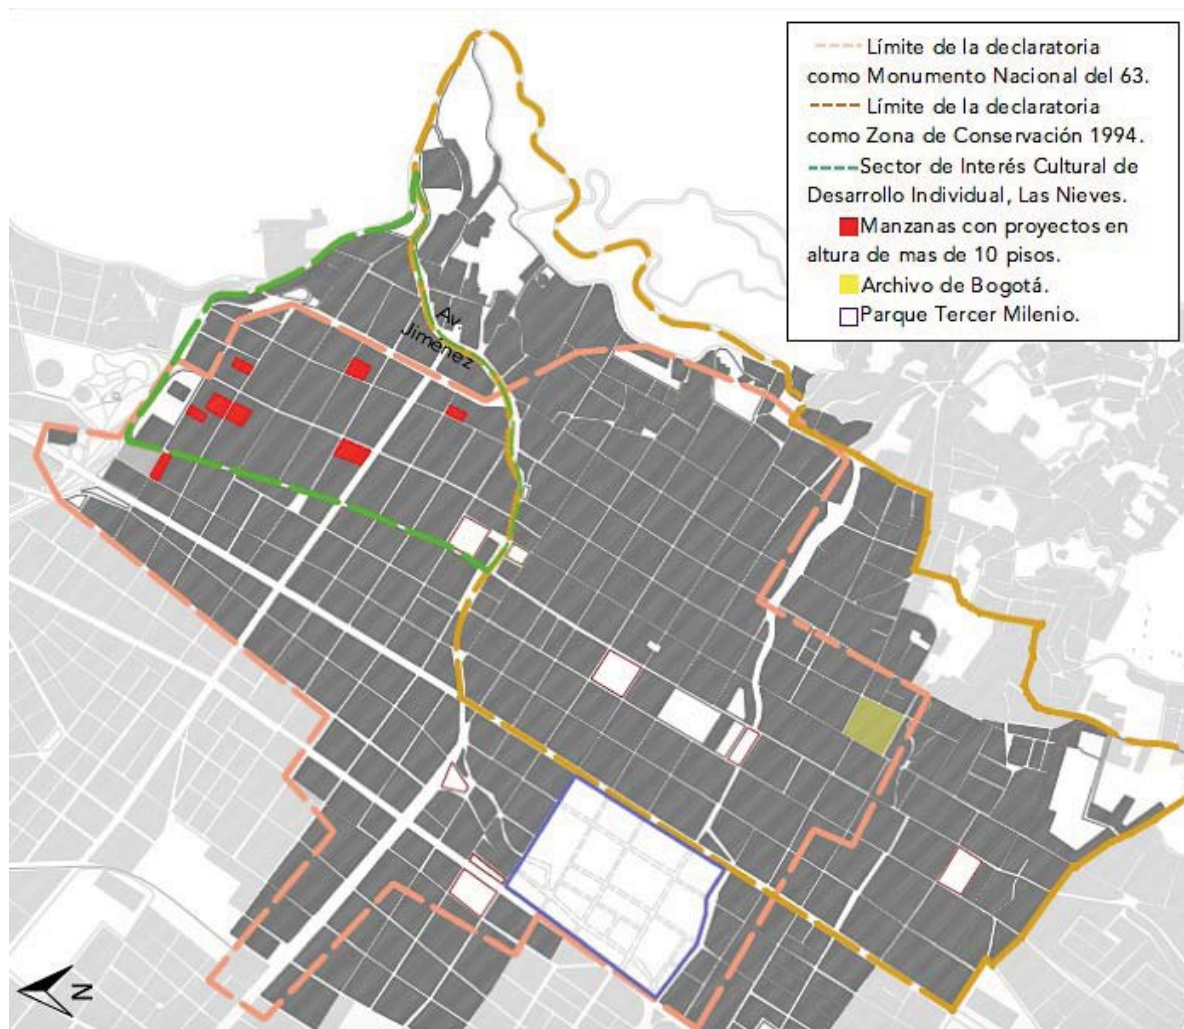 Límite de la declaratoria
como Monumento Nacional del 63.
Límite de la declaratoria
como Zona de Conservación 1994.
Sector de Interés Cultural de
Desarrollo Individual, Las Nieves.
Manzanas con proyectos en
altura de mas de 10 pisos.
Archivo de Bogotá.
Parque Tercer Milenio.
Av.
Jiménez
N